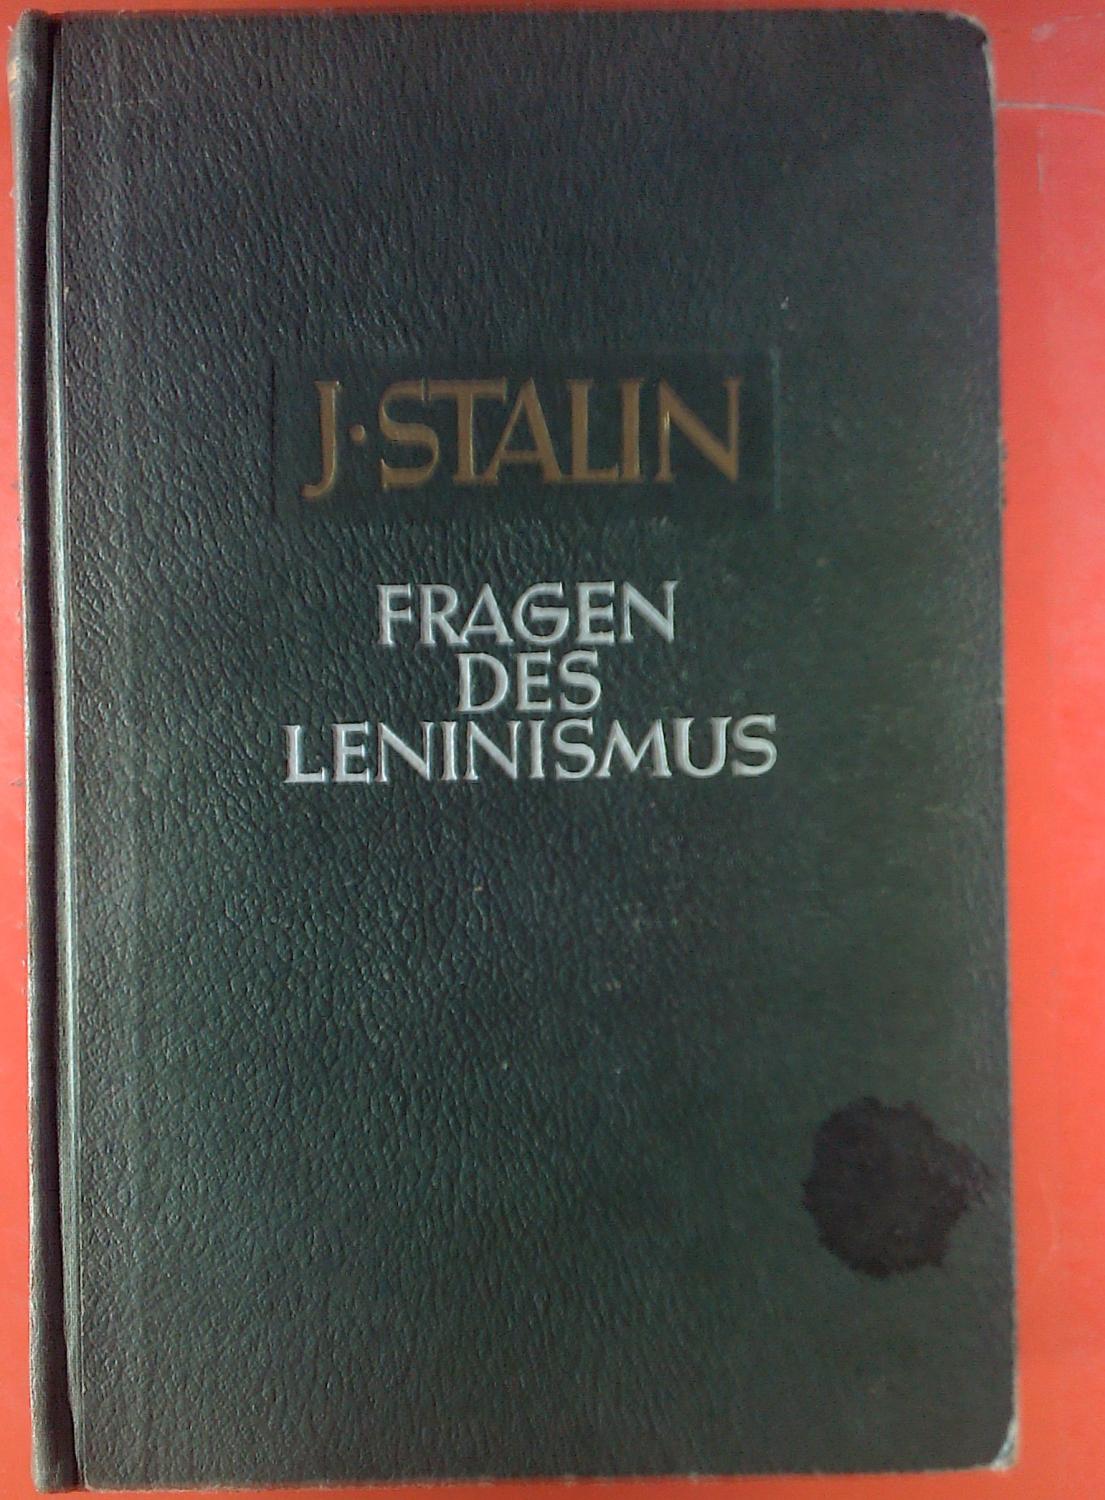 J·STALIN
FRAGEN
DES
LENINISMUS